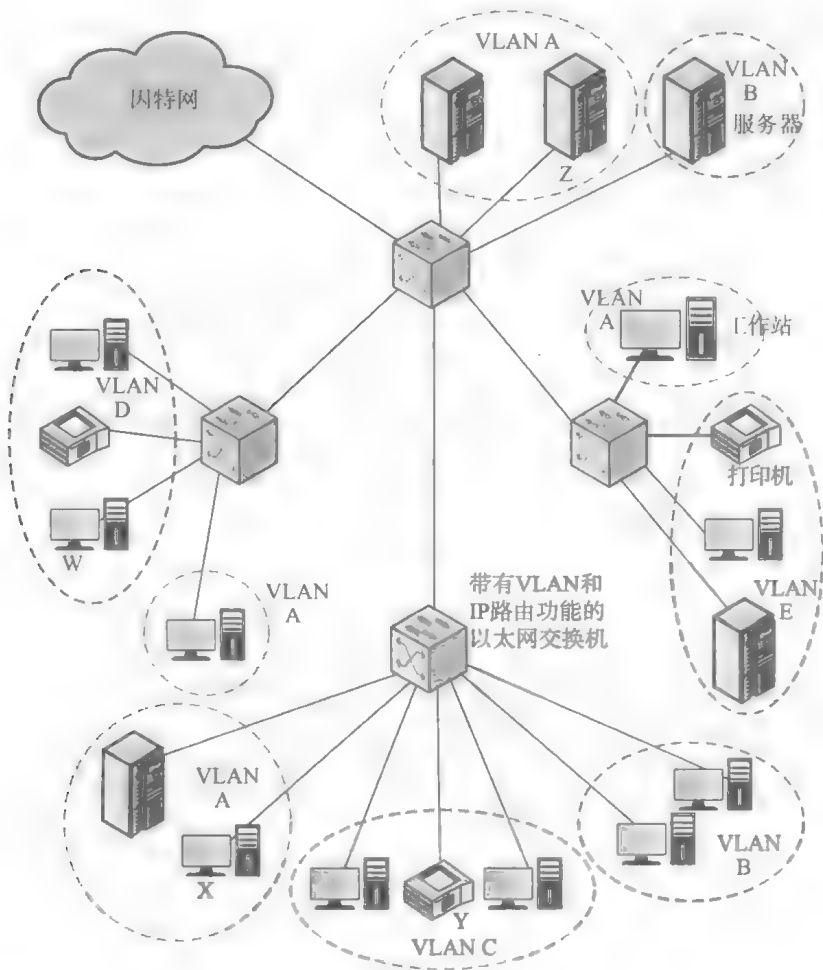 因特网
VLAN A
Z
VLAN
B
服务器
VLAN
A
工作站
VLAN
D
W
打印机
VLAN
A
带有VLAN和
IP路由功能的
以太网交换机
VLAN
E
VLAN
A
X
Y
VLAN C
VLAN
B